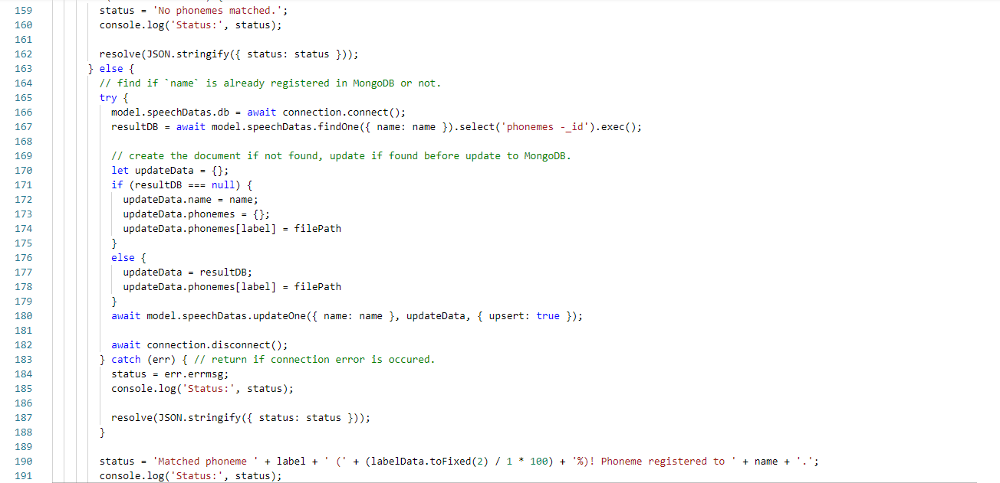 159 status = 'No phonemes matched.';
160 console.log('Status:', status);
161
162 resolve(JSON.stringify({ status: status }));
163 } else {
164 // find if `name` is already registered in MongoDB or not.
165 try {
166 model.speechDatas.db = await connection.connect();
167 resultDB = await model.speechDatas.findOne({ name: name }).select('phonemes -_id').exec();
168
169 // create the document if not found, update if found before update to MongoDB.
170 let updateData = {};
171 if (resultDB === null) {
172 updateData.name = name;
173 updateData.phonemes = {};
174 updateData.phonemes[label] = filePath
175 }
176 else {
177 updateData = resultDB;
178 updateData.phonemes[label] = filePath
179 }
180 await model.speechDatas.updateOne({ name: name }, updateData, { upsert: true });
181
182 await connection.disconnect();
183 } catch (err) { // return if connection error is occured.
184 status = err.errmsg;
185 console.log('Status:', status);
186
187 resolve(JSON.stringify({ status: status }));
188 }
189
190 status = 'Matched phoneme ' + label + ' (' + (labelData.toFixed(2) / 1 * 100) + '%)! Phoneme registered to ' + name + '.';
191 console.log('Status:', status);